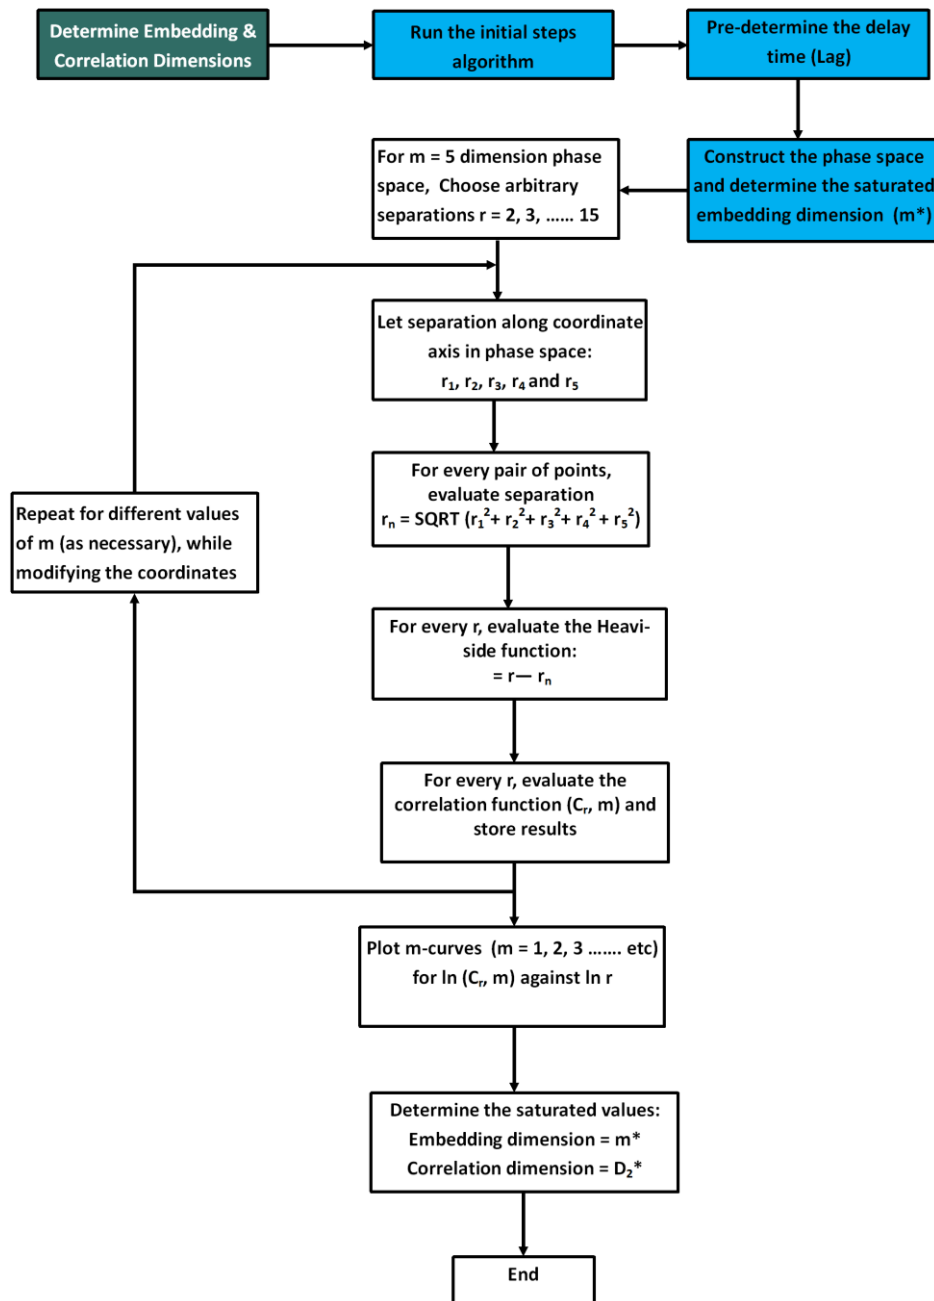 Determine Embedding &
Correlation Dimensions
Run the initial steps
algorithm
Pre-determine the delay
time (Lag)
Construct the phase space
and determine the saturated
embedding dimension (m*)
For m = 5 dimension phase
space, Choose arbitrary
separations r = 2, 3, …… 15
Let separation along coordinate
axis in phase space:
r₁, r₂, r₃, r₄ and r₅
For every pair of points,
evaluate separation
rₙ = SQRT (r₁²+ r₂²+ r₃²+ r₄² + r₅²)
Repeat for different values
of m (as necessary), while
modifying the coordinates
For every r, evaluate the Heavi-
side function:
= r— rₙ
For every r, evaluate the
correlation function (Cᵣ, m) and
store results
Plot m-curves (m = 1, 2, 3 ……. etc)
for ln (Cᵣ, m) against ln r
Determine the saturated values:
Embedding dimension = m*
Correlation dimension = D₂*
End